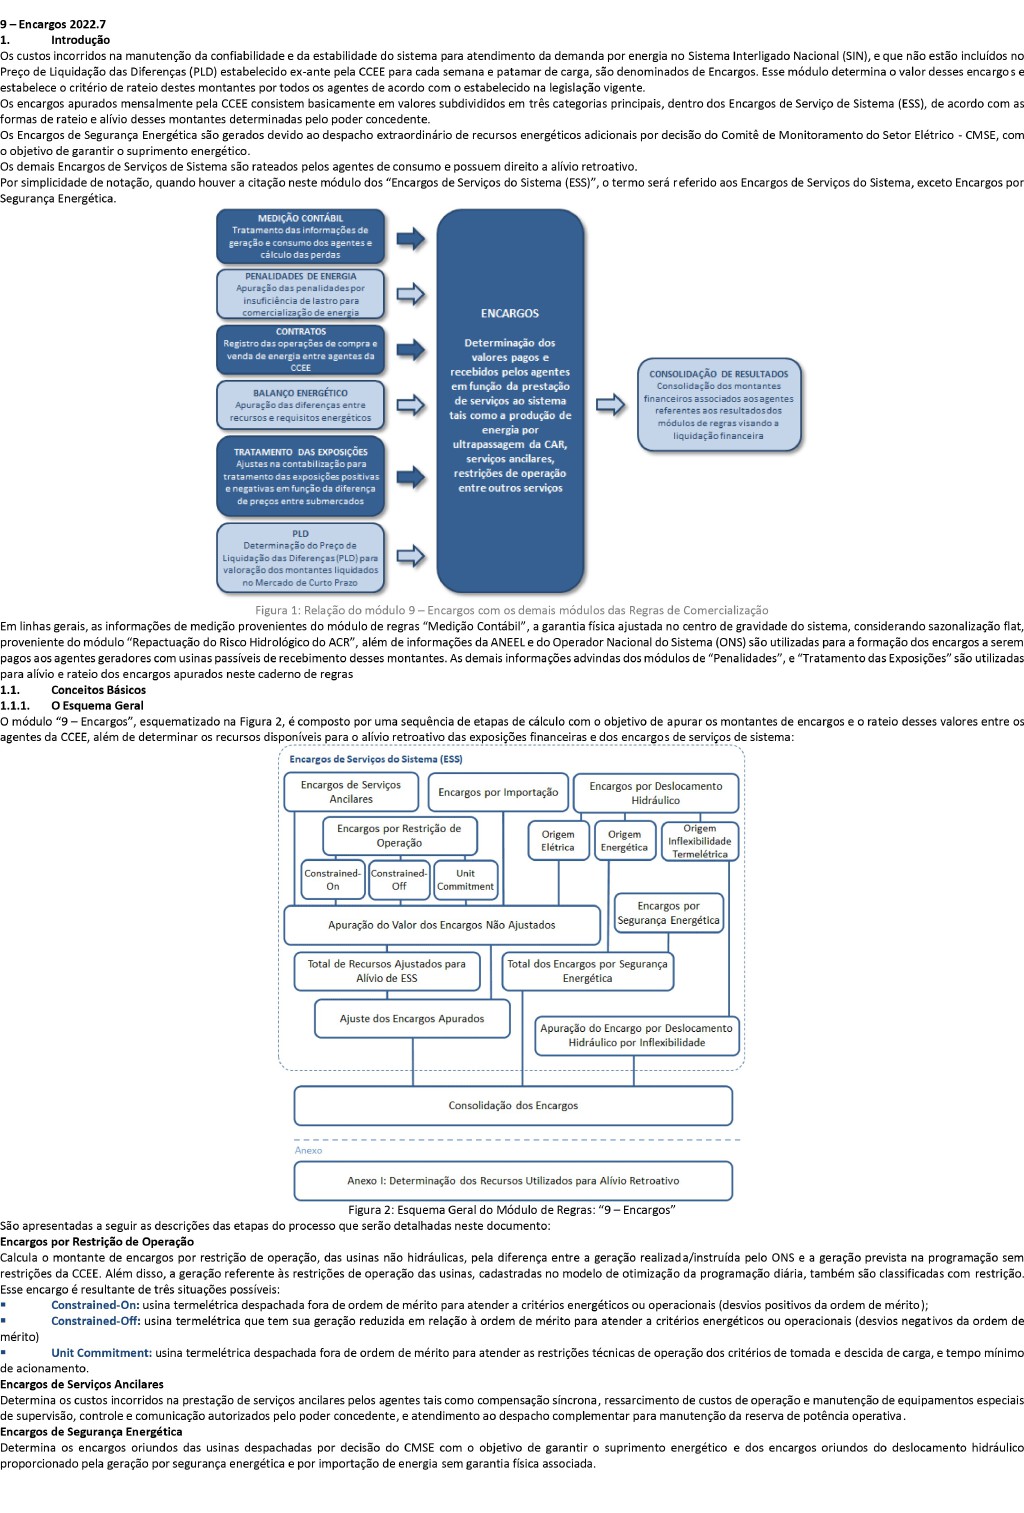 9 – Encargos 2022.7
1. Introdução
Os custos incorridos na manutenção da confiabilidade e da estabilidade do sistema para atendimento da demanda por energia no Sistema Interligado Nacional (SIN), e que não estão incluídos no
Preço de Liquidação das Diferenças (PLD) estabelecido ex-ante pela CCEE para cada semana e patamar de carga, são denominados de Encargos. Esse módulo determina o valor desses encargos e
estabelece o critério de rateio destes montantes por todos os agentes de acordo com o estabelecido na legislação vigente.
Os encargos apurados mensalmente pela CCEE consistem basicamente em valores subdivididos em três categorias principais, dentro dos Encargos de Serviço de Sistema (ESS), de acordo com as
formas de rateio e alívio desses montantes determinadas pelo poder concedente.
Os Encargos de Segurança Energética são gerados devido ao despacho extraordinário de recursos energéticos adicionais por decisão do Comitê de Monitoramento do Setor Elétrico - CMSE, com
o objetivo de garantir o suprimento energético.
Os demais Encargos de Serviços de Sistema são rateados pelos agentes de consumo e possuem direito a alívio retroativo.
Por simplicidade de notação, quando houver a citação neste módulo dos “Encargos de Serviços do Sistema (ESS)”, o termo será referido aos Encargos de Serviços do Sistema, exceto Encargos por
Segurança Energética.
MEDIÇÃO CONTÁBIL
Tratamento das informações de
geração e consumo dos agentes e
cálculo das perdas
PENALIDADES DE ENERGIA
Apuração das penalidades por
insuficiência de lastro para
comercialização de energia
CONTRATOS
Registro das operações de compra e
venda de energia entre agentes da
CCEE
BALANÇO ENERGÉTICO
Apuração das diferenças entre
recursos e requisitos energéticos
TRATAMENTO DAS EXPOSIÇÕES
Ajustes na contabilização para
tratamento das exposições positivas
e negativas em função da diferença
de preços entre submercados
PLD
Determinação do Preço de
Liquidação das Diferenças (PLD) para
valoração dos montantes liquidados
no Mercado de Curto Prazo
ENCARGOS
Determinação dos
valores pagos e
recebidos pelos agentes
em função da prestação
de serviços ao sistema
tais como a produção de
energia por
ultrapassagem da CAR,
serviços ancilares,
restrições de operação
entre outros serviços
CONSOLIDAÇÃO DE RESULTADOS
Consolidação dos montantes
financeiros associados aos agentes
referentes aos resultados dos
módulos de regras visando a
liquidação financeira
Figura 1: Relação do módulo 9 – Encargos com os demais módulos das Regras de Comercialização
Em linhas gerais, as informações de medição provenientes do módulo de regras “Medição Contábil”, a garantia física ajustada no centro de gravidade do sistema, considerando sazonalização flat,
proveniente do módulo “Repactuação do Risco Hidrológico do ACR”, além de informações da ANEEL e do Operador Nacional do Sistema (ONS) são utilizadas para a formação dos encargos a serem
pagos aos agentes geradores com usinas passíveis de recebimento desses montantes. As demais informações advindas dos módulos de “Penalidades”, e “Tratamento das Exposições” são utilizadas
para alívio e rateio dos encargos apurados neste caderno de regras
1.1. Conceitos Básicos
1.1.1. O Esquema Geral
O módulo “9 – Encargos”, esquematizado na Figura 2, é composto por uma sequência de etapas de cálculo com o objetivo de apurar os montantes de encargos e o rateio desses valores entre os
agentes da CCEE, além de determinar os recursos disponíveis para o alívio retroativo das exposições financeiras e dos encargos de serviços de sistema:
Encargos de Serviços do Sistema (ESS)
Encargos de Serviços
Ancilares
Encargos por Importação
Encargos por Deslocamento
Hidráulico
Encargos por Restrição de
Operação
Origem
Elétrica
Origem
Energética
Origem
Inflexibilidade
Termelétrica
Constrained-
On
Constrained-
Off
Unit
Commitment
Encargos por
Segurança Energética
Apuração do Valor dos Encargos Não Ajustados
Total de Recursos Ajustados para
Alívio de ESS
Total dos Encargos por Segurança
Energética
Ajuste dos Encargos Apurados
Apuração do Encargo por Deslocamento
Hidráulico por Inflexibilidade
Consolidação dos Encargos
Anexo
Anexo I: Determinação dos Recursos Utilizados para Alívio Retroativo
Figura 2: Esquema Geral do Módulo de Regras: “9 – Encargos”
São apresentadas a seguir as descrições das etapas do processo que serão detalhadas neste documento:
Encargos por Restrição de Operação
Calcula o montante de encargos por restrição de operação, das usinas não hidráulicas, pela diferença entre a geração realizada/instruída pelo ONS e a geração prevista na programação sem
restrições da CCEE. Além disso, a geração referente às restrições de operação das usinas, cadastradas no modelo de otimização da programação diária, também são classificadas com restrição.
Esse encargo é resultante de três situações possíveis:
▪ Constrained-On: usina termelétrica despachada fora de ordem de mérito para atender a critérios energéticos ou operacionais (desvios positivos da ordem de mérito);
▪ Constrained-Off: usina termelétrica que tem sua geração reduzida em relação à ordem de mérito para atender a critérios energéticos ou operacionais (desvios negativos da ordem de
mérito)
▪ Unit Commitment: usina termelétrica despachada fora de ordem de mérito para atender as restrições técnicas de operação dos critérios de tomada e descida de carga, e tempo mínimo
de acionamento.
Encargos de Serviços Ancilares
Determina os custos incorridos na prestação de serviços ancilares pelos agentes tais como compensação síncrona, ressarcimento de custos de operação e manutenção de equipamentos especiais
de supervisão, controle e comunicação autorizados pelo poder concedente, e atendimento ao despacho complementar para manutenção da reserva de potência operativa.
Encargos de Segurança Energética
Determina os encargos oriundos das usinas despachadas por decisão do CMSE com o objetivo de garantir o suprimento energético e dos encargos oriundos do deslocamento hidráulico
proporcionado pela geração por segurança energética e por importação de energia sem garantia física associada.